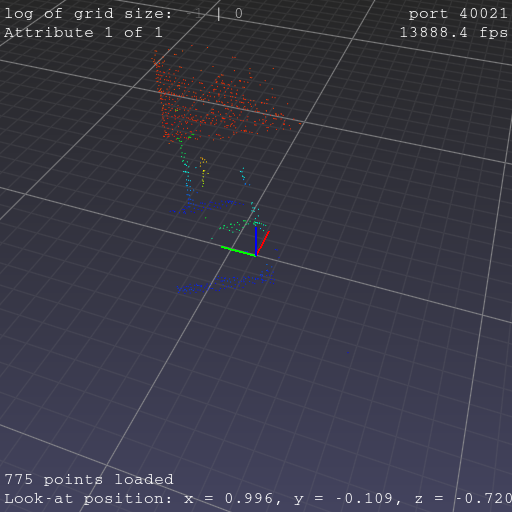 log of grid size: -1 | 0
port 40021
Attribute 1 of 1
13888.4 fps
775 points loaded
Look-at position: x = 0.996, y = -0.109, z = -0.720